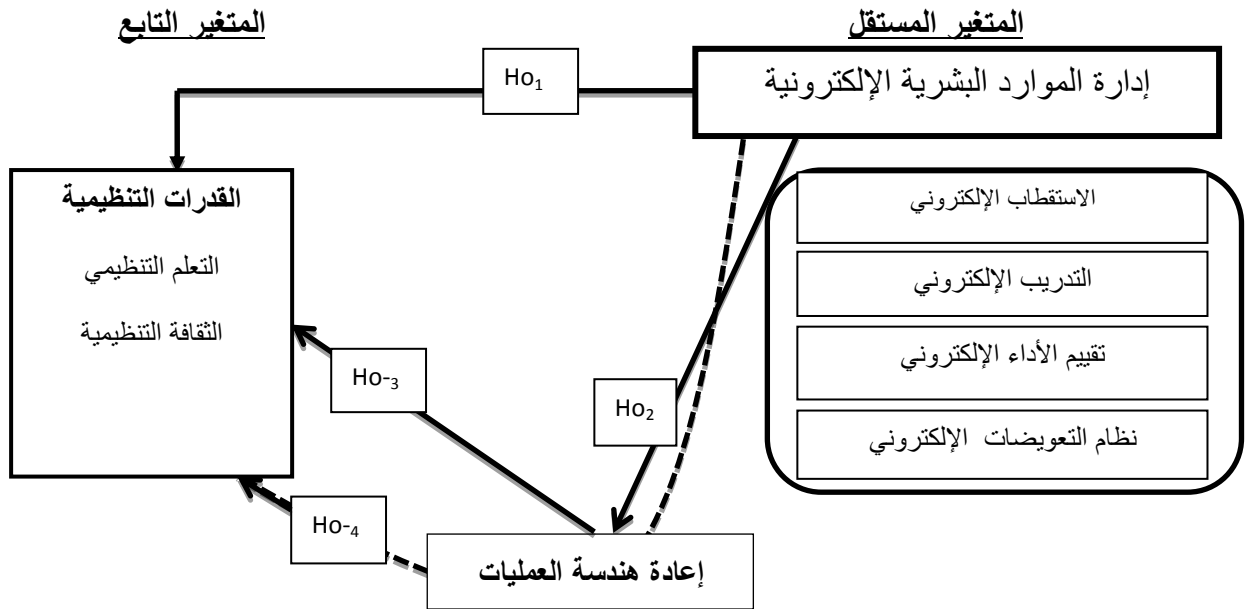 المتغير المستقل
المتغير التابع
إدارة الموارد البشرية الإلكترونية
Ho1
الاستقطاب الإلكتروني
التدريب الإلكتروني
تقييم الأداء الإلكتروني
نظام التعويضات الإلكتروني
القدرات التنظيمية
التعلم التنظيمي
الثقافة التنظيمية
Ho2
Ho-3
Ho-4
إعادة هندسة العمليات